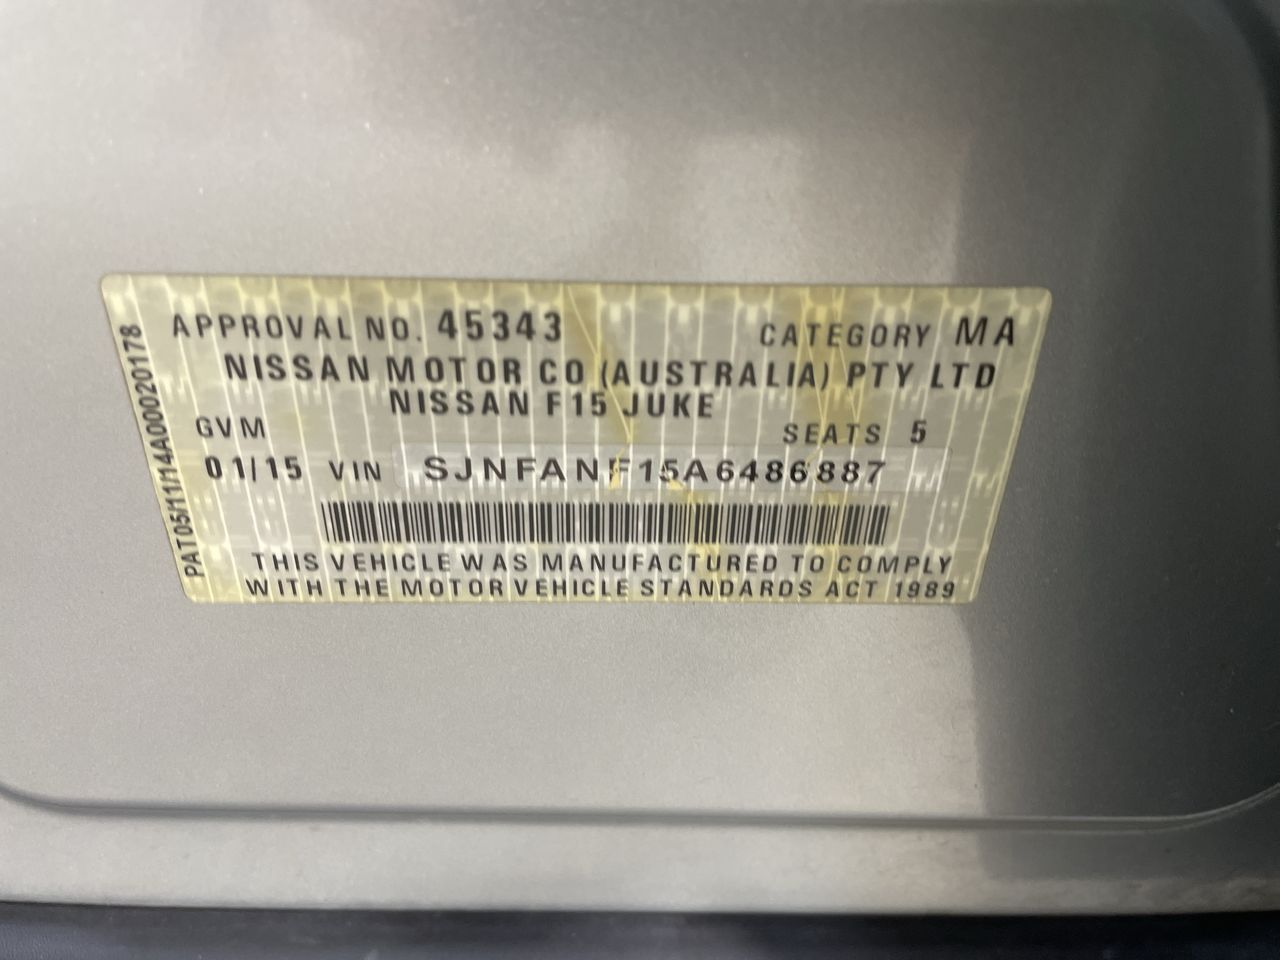 APPROVAL NO. 45343 CATEGORY MA
NISSAN MOTOR CO (AUSTRALIA) PTY LTD
NISSAN F15 JUKE
GVM SEATS 5
01/15 VIN SJNFANF15A6486887
THIS VEHICLE WAS MANUFACTURED TO COMPLY
WITH THE MOTOR VEHICLE STANDARDS ACT 1989
PAT05/11/14A000201178